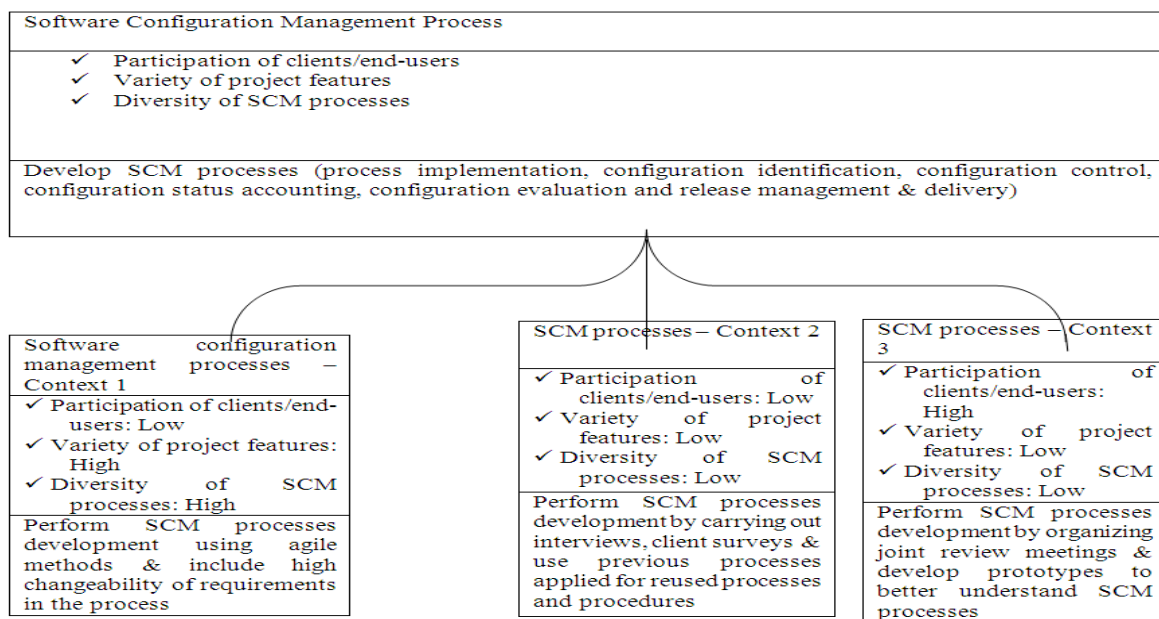 Software Configuration Management Process
✓ Participation of clients/end-users
✓ Variety of project features
✓ Diversity of SCM processes
Develop SCM processes (process implementation, configuration identification, configuration control,
configuration status accounting, configuration evaluation and release management & delivery)
Software configuration
management processes –
Context 1
✓ Participation of clients/end-
users: Low
✓ Variety of project features:
High
✓ Diversity of SCM
processes: High
Perform SCM processes
development using agile
methods & include high
changeability of requirements
in the process
SCM processes – Context 2
✓ Participation of
clients/end-users: Low
✓ Variety of project
features: Low
✓ Diversity of SCM
processes: Low
Perform SCM processes
development by carrying out
interviews, client surveys &
use previous processes
applied for reused processes
and procedures
SCM processes – Context
3
✓ Participation of
clients/end-users:
High
✓ Variety of project
features: Low
✓ Diversity of SCM
processes: Low
Perform SCM processes
development by organizing
joint review meetings &
develop prototypes to
better understand SCM
processes